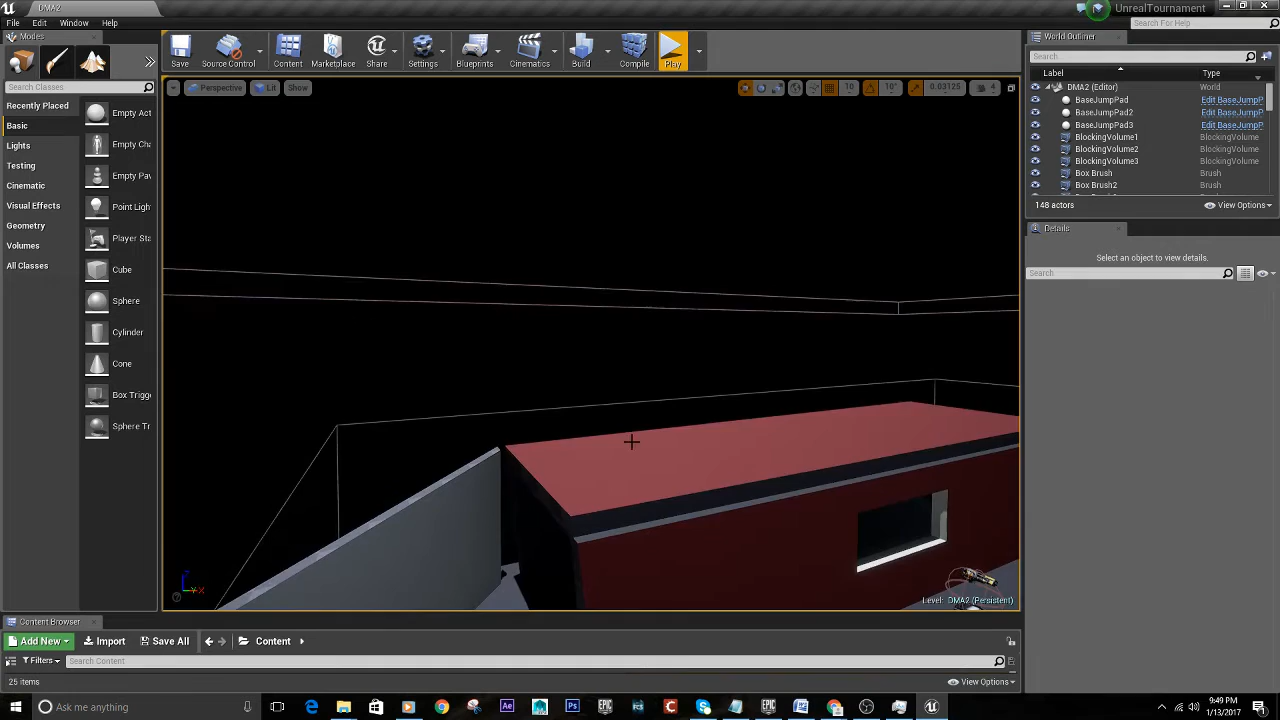 DMA2
UnrealTournament
File Edit Window Help
Search For Help
Modes
World Outliner
Save
Source Control
Content
Marketplace
Share
Settings
Blueprints
Cinematics
Build
Compile
Play
Search
Search Classes
Label
Type
Recently Placed
Basic
Lights
Testing
Cinematic
Visual Effects
Geometry
Volumes
All Classes
Empty Act
Empty Cha
Empty Pav
Point Light
Player Sta
Cube
Sphere
Cylinder
Cone
Box Trigge
Sphere Tr
Perspective
Lit
Show
10
10°
0.03125
4
DMA2 (Editor) World
BaseJumpPad Edit BaseJumpP
BaseJumpPad2 Edit BaseJumpP
BaseJumpPad3 Edit BaseJumpP
BlockingVolume1 BlockingVolume
BlockingVolume2 BlockingVolume
BlockingVolume3 BlockingVolume
Box Brush Brush
Box Brush2 Brush
148 actors
View Options
Details
Select an object to view details.
Search
Level: DMA2 (Persistent)
Content Browser
Add New
Import
Save All
Content
Filters
Search Content
25 items
View Options
Ask me anything
9:49 PM
1/13/2017